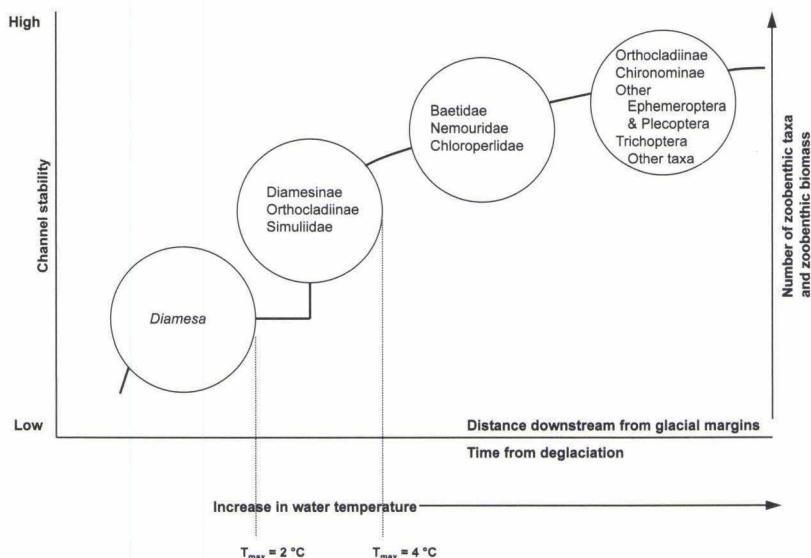 High
Channel stability
Low
Diamesa
Diamesinae
Orthocladiinae
Simuliidae
Baetidae
Nemouridae
Chloroperlidae
Orthocladiinae
Chironominae
Other
Ephemeroptera
& Plecoptera
Trichoptera
Other taxa
Number of zoobenthic taxa
and zoobenthic biomass
Distance downstream from glacial margins
Time from deglaciation
Increase in water temperature
Tmax = 2 °C
Tmax = 4 °C